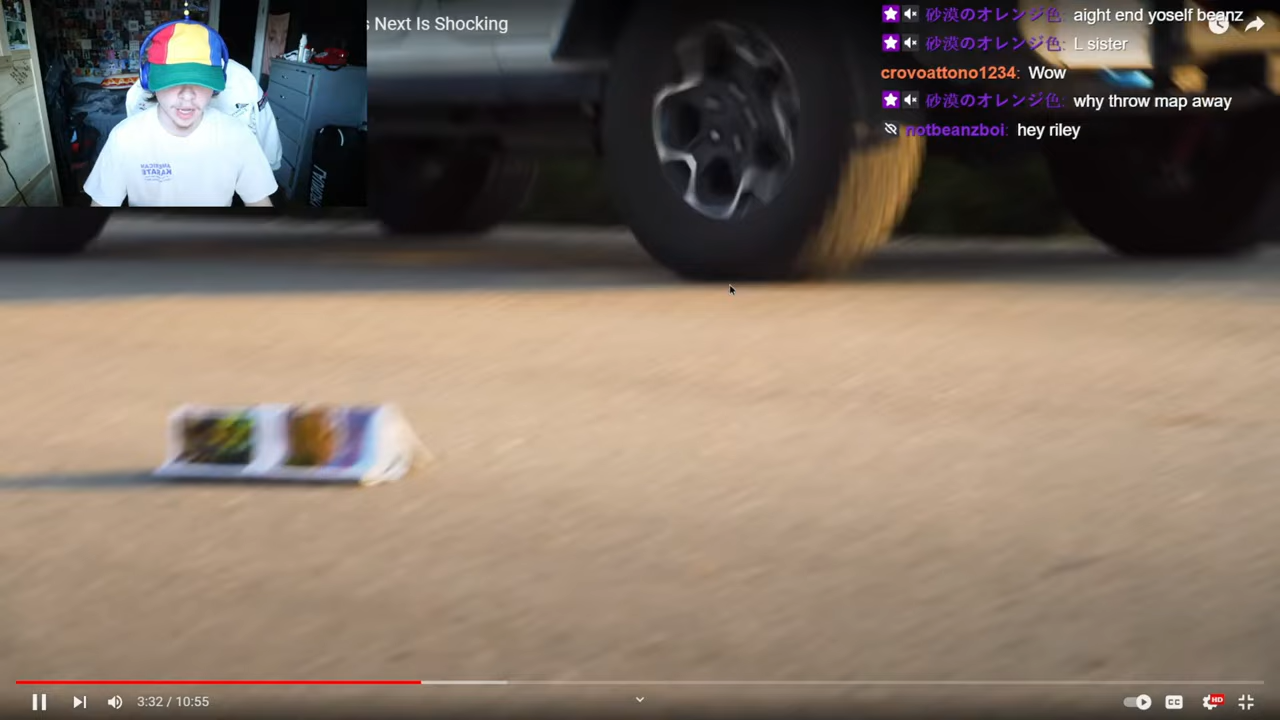 s Next Is Shocking
砂漠のオレンジ色: aight end yoself beanz
砂漠のオレンジ色: L sister
crovoattono1234: Wow
砂漠のオレンジ色: why throw map away
notbeanzboi: hey riley
3:32 / 10:55
CC
HD